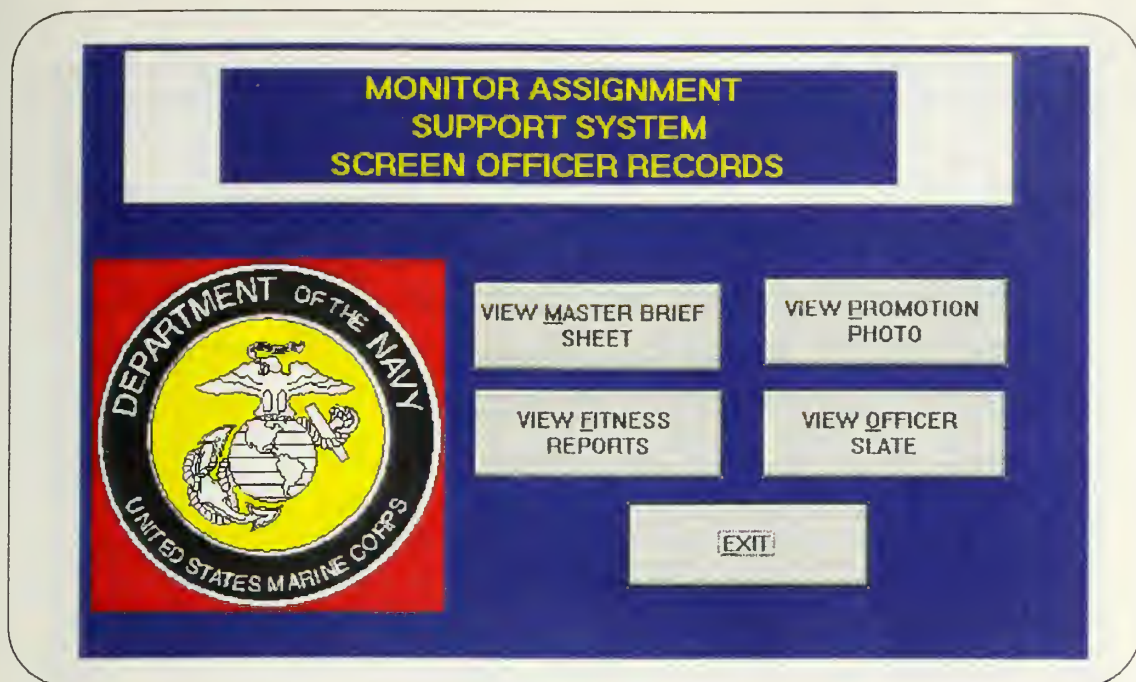 MONITOR ASSIGNMENT
SUPPORT SYSTEM
SCREEN OFFICER RECORDS
DEPARTMENT OF THE NAVY
UNITED STATES MARINE CORPS
VIEW MASTER BRIEF
SHEET
VIEW PROMOTION
PHOTO
VIEW FITNESS
REPORTS
VIEW OFFICER
SLATE
EXIT